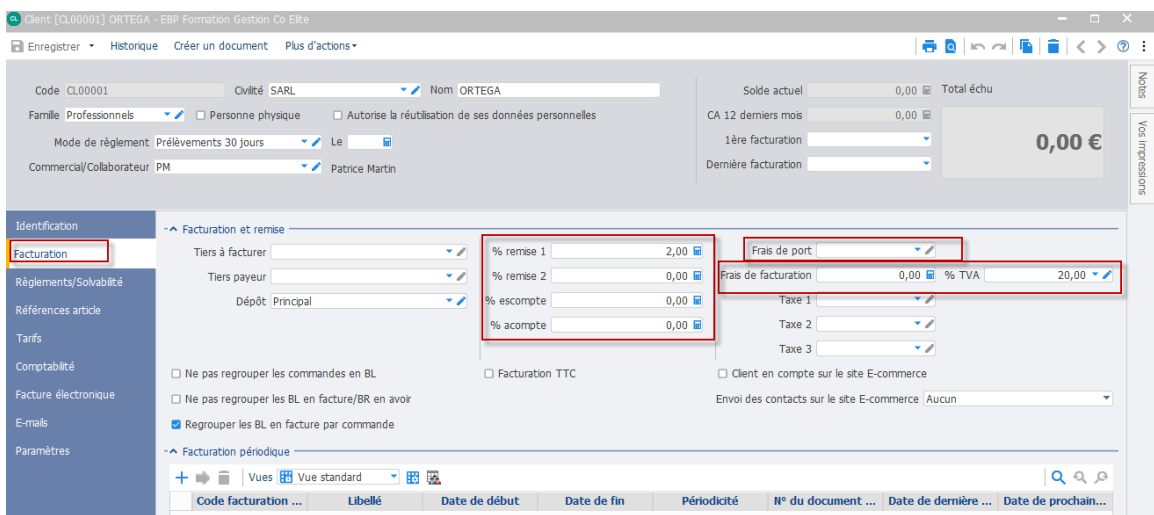 CL Client [CL00001] ORTEGA - EBP Formation Gestion Co Elite
Enregistrer Historique Créer un document Plus d'actions
Code CL00001 Civilité SARL Nom ORTEGA
Solde actuel 0,00 Total échu
Famille Professionnels Personne physique Autorise la réutilisation de ses données personnelles
CA 12 derniers mois 0,00
Mode de règlement Prélèvements 30 jours Le
1ère facturation
0,00 €
Commercial/Collaborateur PM Patrice Martin
Dernière facturation
Notes
Vos impressions
Identification
Facturation
Règlements/Solvabilité
Références article
Tarifs
Comptabilité
Facture électronique
E-mails
Paramètres
Facturation et remise
Tiers à facturer % remise 1 2,00 Frais de port
Tiers payeur % remise 2 0,00 Frais de facturation 0,00 % TVA 20,00
Dépôt Principal % escompte 0,00 Taxe 1
% acompte 0,00 Taxe 2
Taxe 3
Ne pas regrouper les commandes en BL Facturation TTC Client en compte sur le site E-commerce
Ne pas regrouper les BL en facture/BR en avoir Envoi des contacts sur le site E-commerce Aucun
Regrouper les BL en facture par commande
Facturation périodique
Vues Vue standard
Code facturation ... Libellé Date de début Date de fin Périodicité N° du document ... Date de dernière ... Date de prochain...